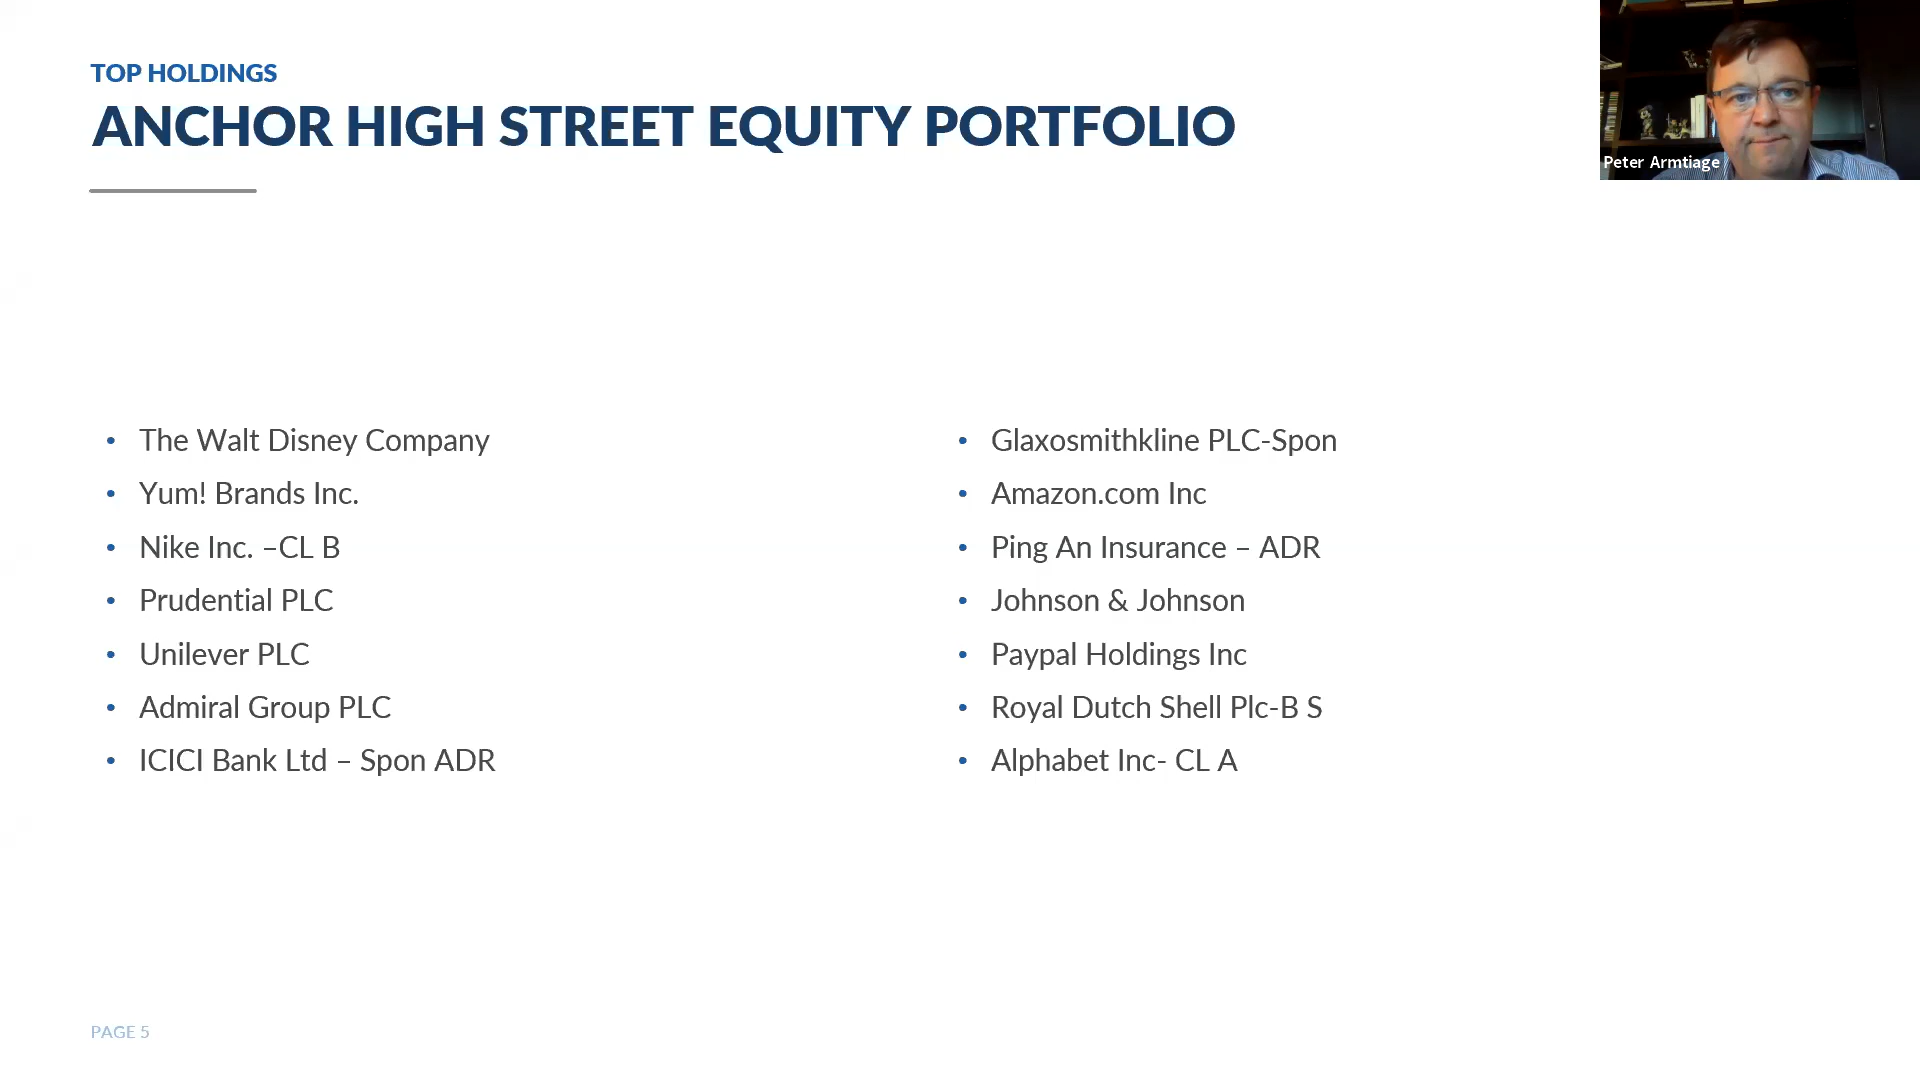 TOP HOLDINGS
ANCHOR HIGH STREET EQUITY PORTFOLIO
Peter Armtiage
• The Walt Disney Company
• Yum! Brands Inc.
• Nike Inc. –CL B
• Prudential PLC
• Unilever PLC
• Admiral Group PLC
• ICICI Bank Ltd – Spon ADR
• Glaxosmithkline PLC-Spon
• Amazon.com Inc
• Ping An Insurance – ADR
• Johnson & Johnson
• Paypal Holdings Inc
• Royal Dutch Shell Plc-B S
• Alphabet Inc- CL A
PAGE 5